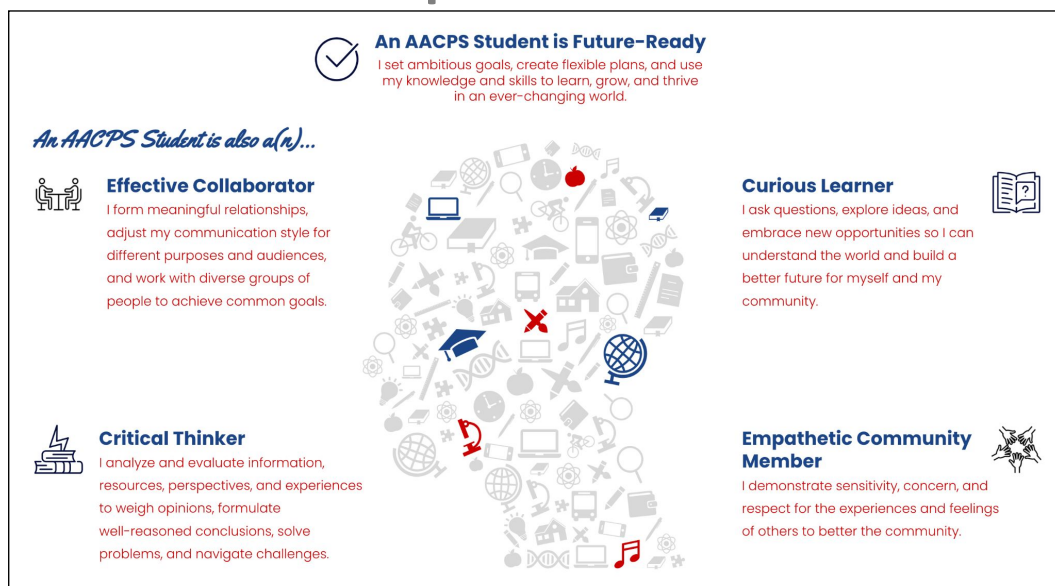 An AACPS Student is Future-Ready
I set ambitious goals, create flexible plans, and use
my knowledge and skills to learn, grow, and thrive
in an ever-changing world.
An AACPS Student is also a(n)...
Effective Collaborator
I form meaningful relationships,
adjust my communication style for
different purposes and audiences,
and work with diverse groups of
people to achieve common goals.
Curious Learner
I ask questions, explore ideas, and
embrace new opportunities so I can
understand the world and build a
better future for myself and my
community.
Critical Thinker
I analyze and evaluate information,
resources, perspectives, and experiences
to weigh opinions, formulate
well-reasoned conclusions, solve
problems, and navigate challenges.
Empathetic Community
Member
I demonstrate sensitivity, concern, and
respect for the experiences and feelings
of others to better the community.